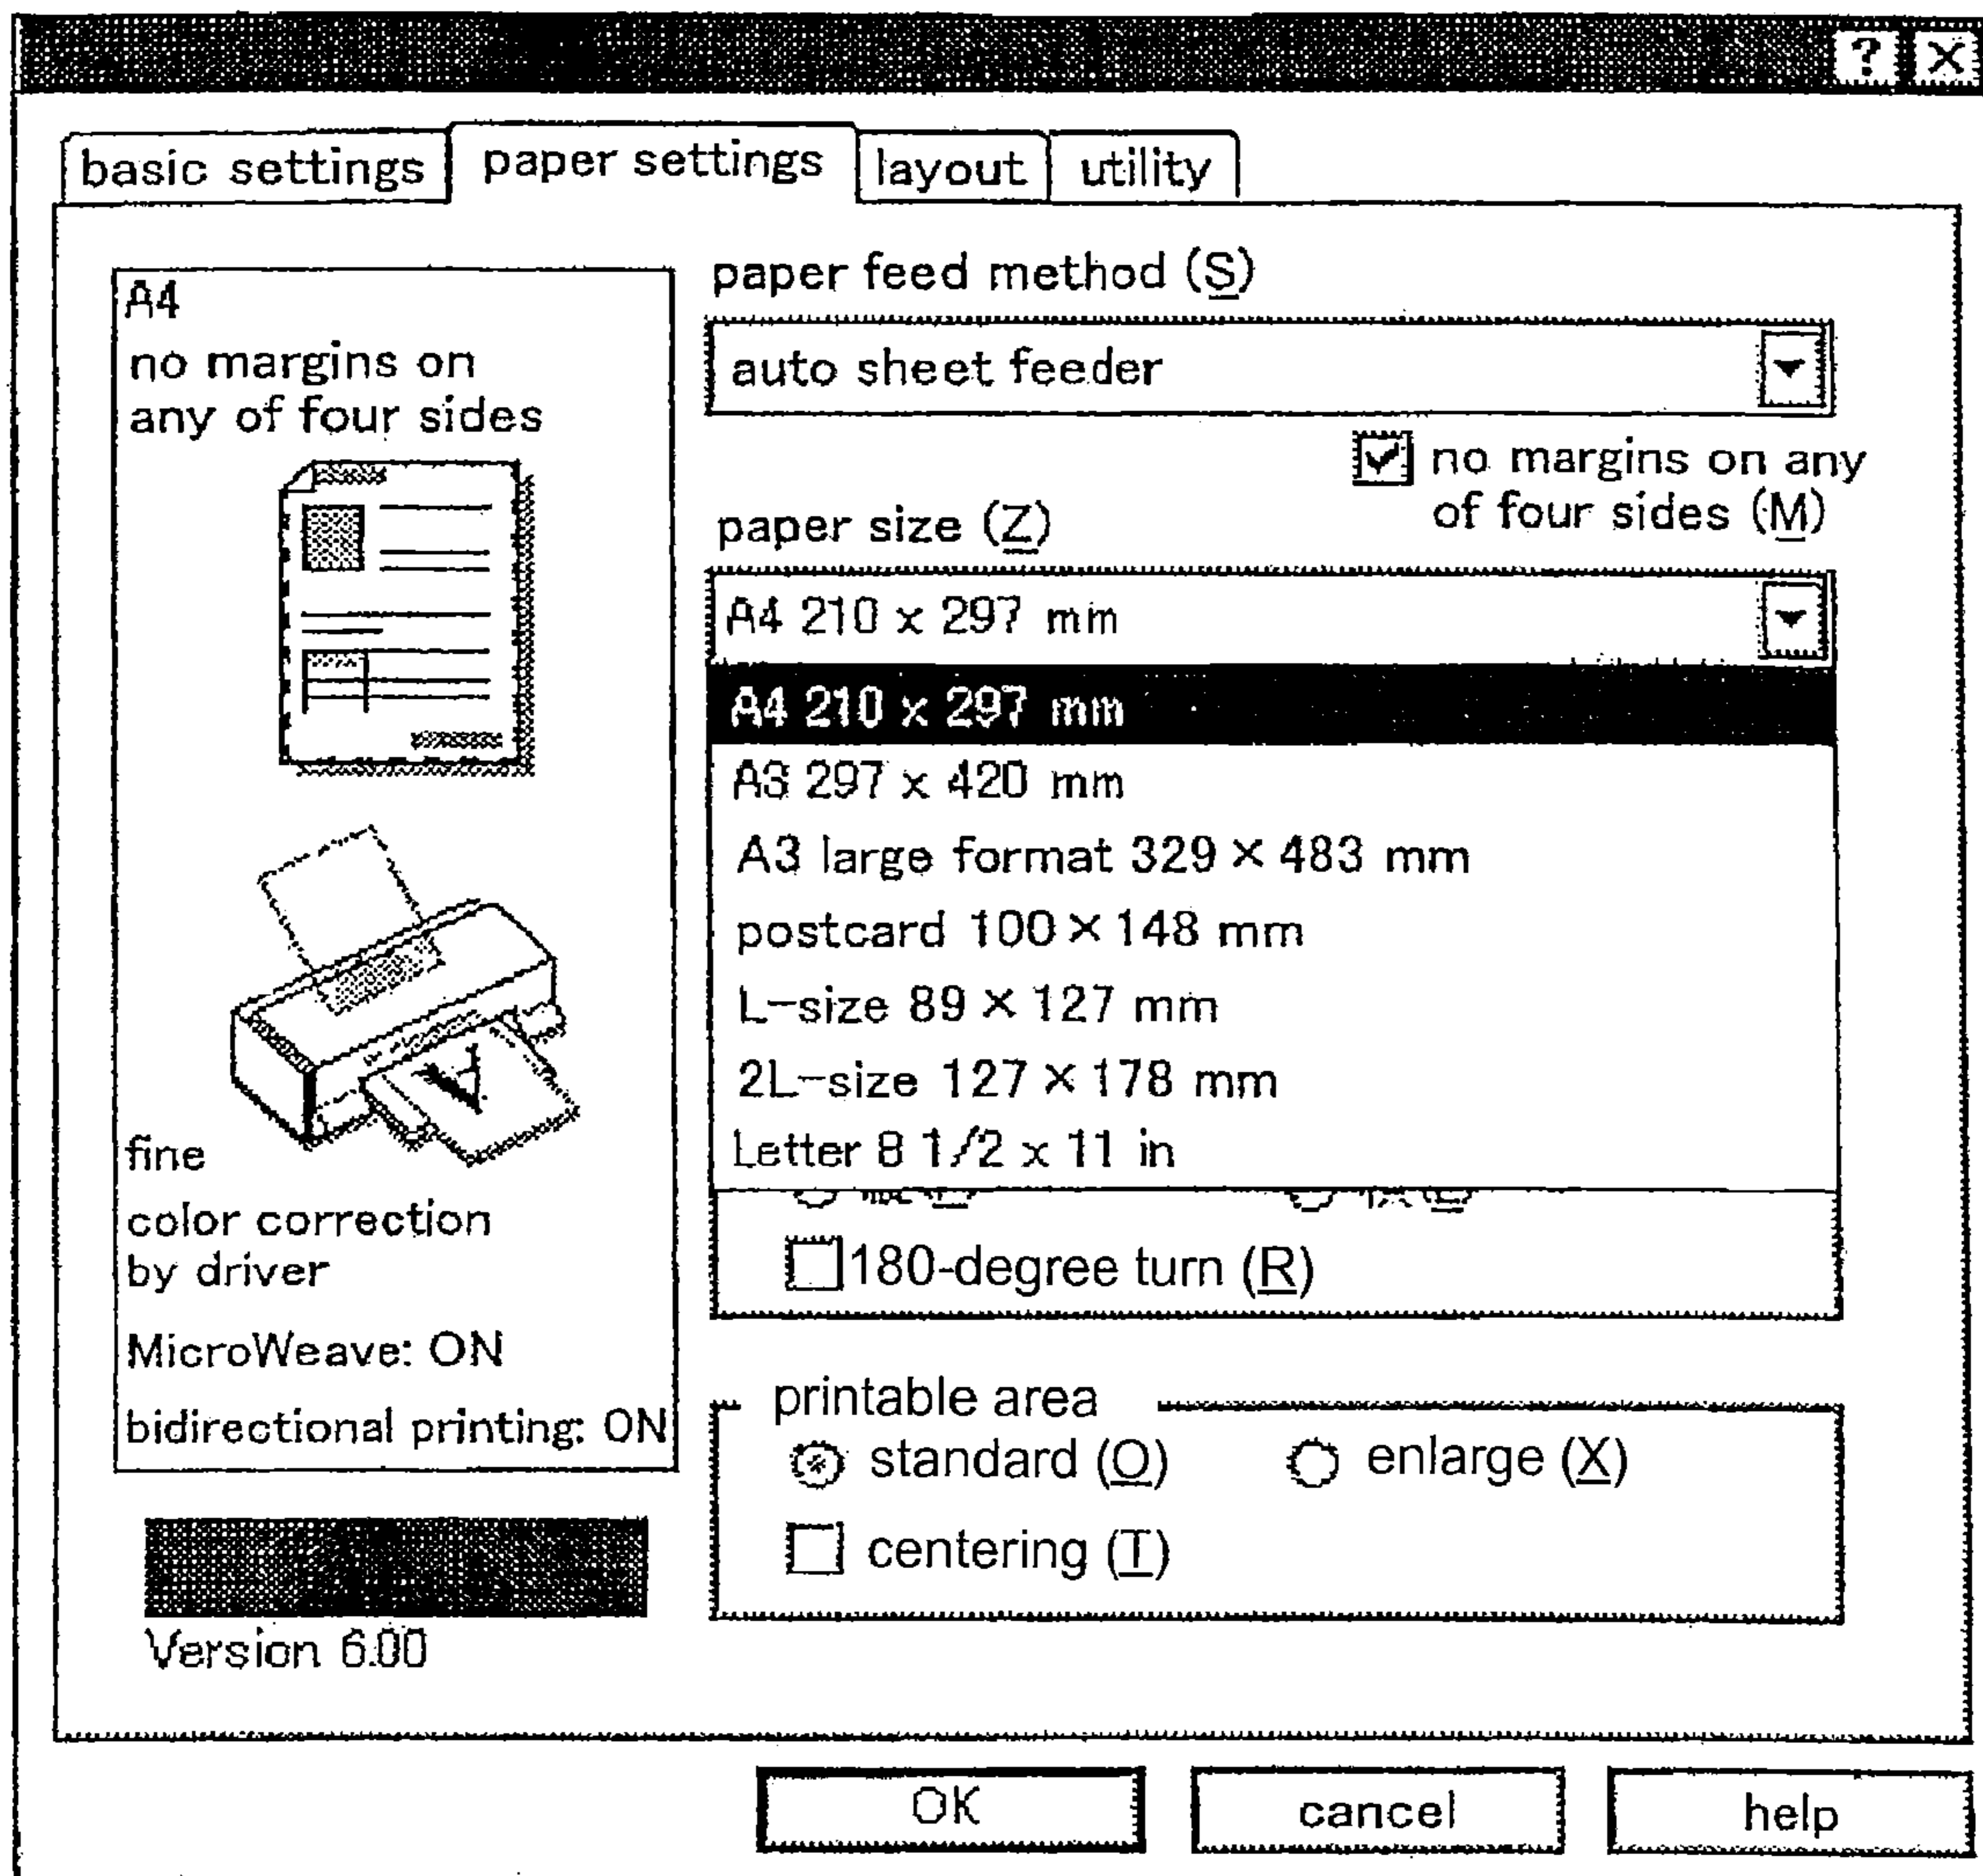 ? X
basic settings paper settings layout utility
A4
no margins on
any of four sides
fine
color correction
by driver
MicroWeave: ON
bidirectional printing: ON
Version 6.00
paper feed method (S)
auto sheet feeder
no margins on any
of four sides (M)
paper size (Z)
A4 210 x 297 mm
A4 210 x 297 mm
A3 297 x 420 mm
A3 large format 329 × 483 mm
postcard 100 × 148 mm
L-size 89 × 127 mm
2L-size 127 × 178 mm
Letter 8 1/2 x 11 in
180-degree turn (R)
printable area
standard (O) enlarge (X)
centering (T)
OK cancel help